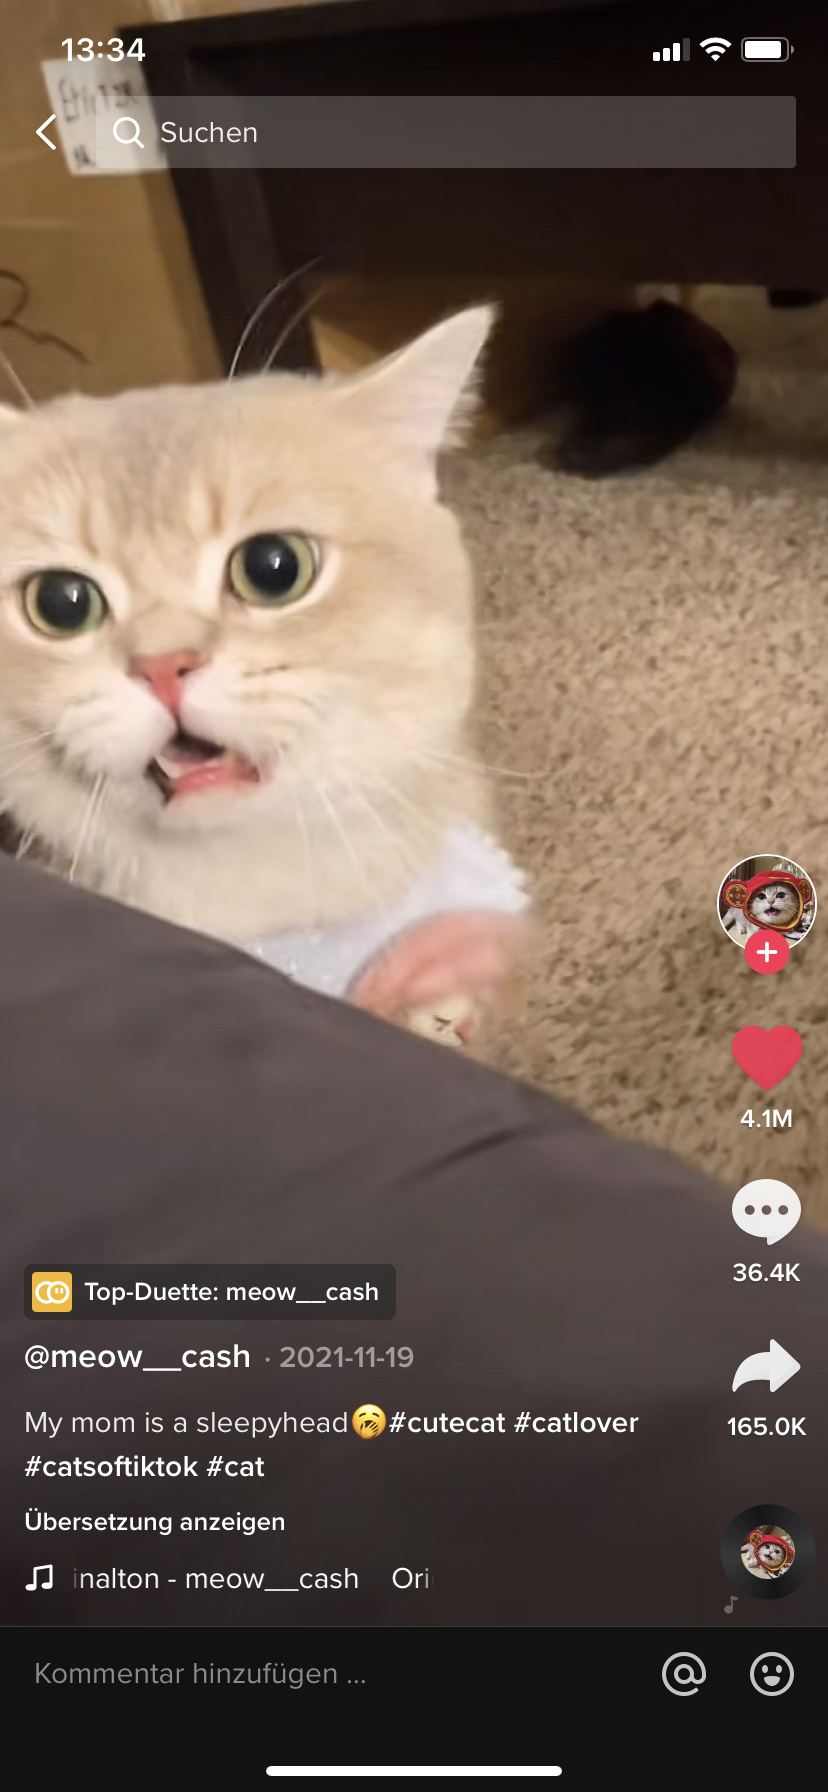 13:34
Suchen
Top-Duette: meow__cash
@meow__cash · 2021-11-19
My mom is a sleepyhead🥱#cutecat #catlover
#catsoftiktok #cat
Übersetzung anzeigen
inalton - meow__cash Ori
4.1M
36.4K
165.0K
Kommentar hinzufügen ...